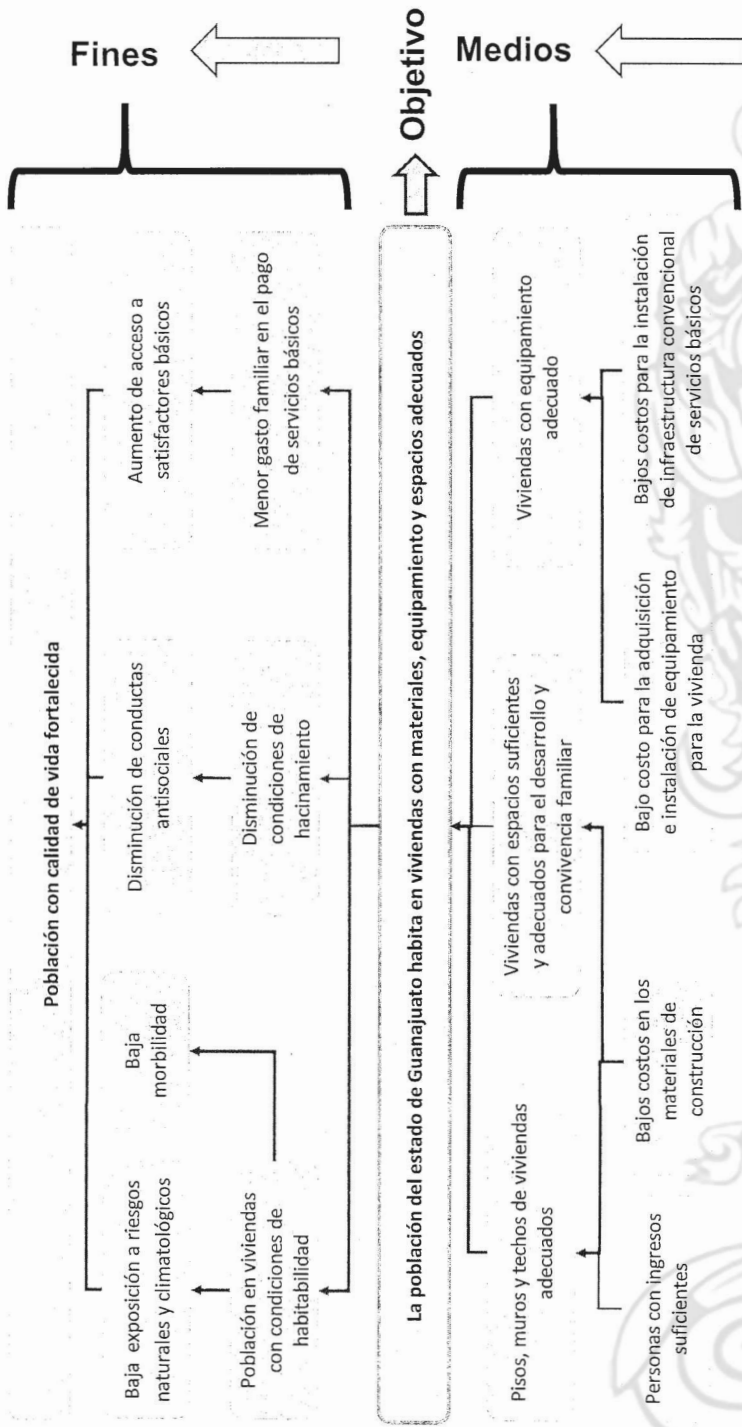 Fines
Población con calidad de vida fortalecida
Baja exposición a riesgos
naturales y climatológicos
Baja
morbilidad
Disminución de conductas
antisociales
Aumento de acceso a
satisfactores básicos
Población en viviendas
con condiciones de
habitabilidad
Disminución de
condiciones de
hacinamiento
Menor gasto familiar en el pago
de servicios básicos
Objetivo
La población del estado de Guanajuato habita en viviendas con materiales, equipamiento y espacios adecuados
Medios
Pisos, muros y techos de viviendas
adecuados
Viviendas con espacios suficientes
y adecuados para el desarrollo y
convivencia familiar
Viviendas con equipamiento
adecuado
Personas con ingresos
suficientes
Bajos costos en los
materiales de
construcción
Bajo costo para la adquisición
e instalación de equipamiento
para la vivienda
Bajos costos para la instalación
de infraestructura convencional
de servicios básicos